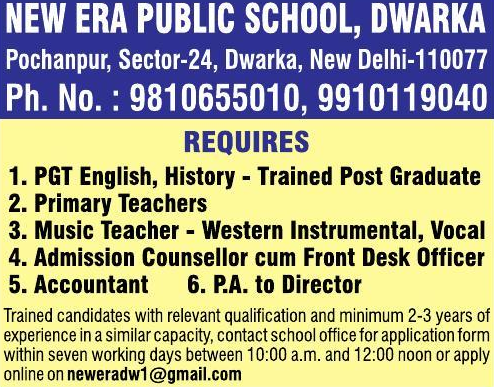 NEW ERA PUBLIC SCHOOL, DWARKA
Pochanpur, Sector-24, Dwarka, New Delhi-110077
Ph. No. : 9810655010, 9910119040
REQUIRES
1. PGT English, History - Trained Post Graduate
2. Primary Teachers
3. Music Teacher - Western Instrumental, Vocal
4. Admission Counsellor cum Front Desk Officer
5. Accountant 6. P.A. to Director
Trained candidates with relevant qualification and minimum 2-3 years of
experience in a similar capacity, contact school office for application form
within seven working days between 10:00 a.m. and 12:00 noon or apply
online on neweradw1@gmail.com